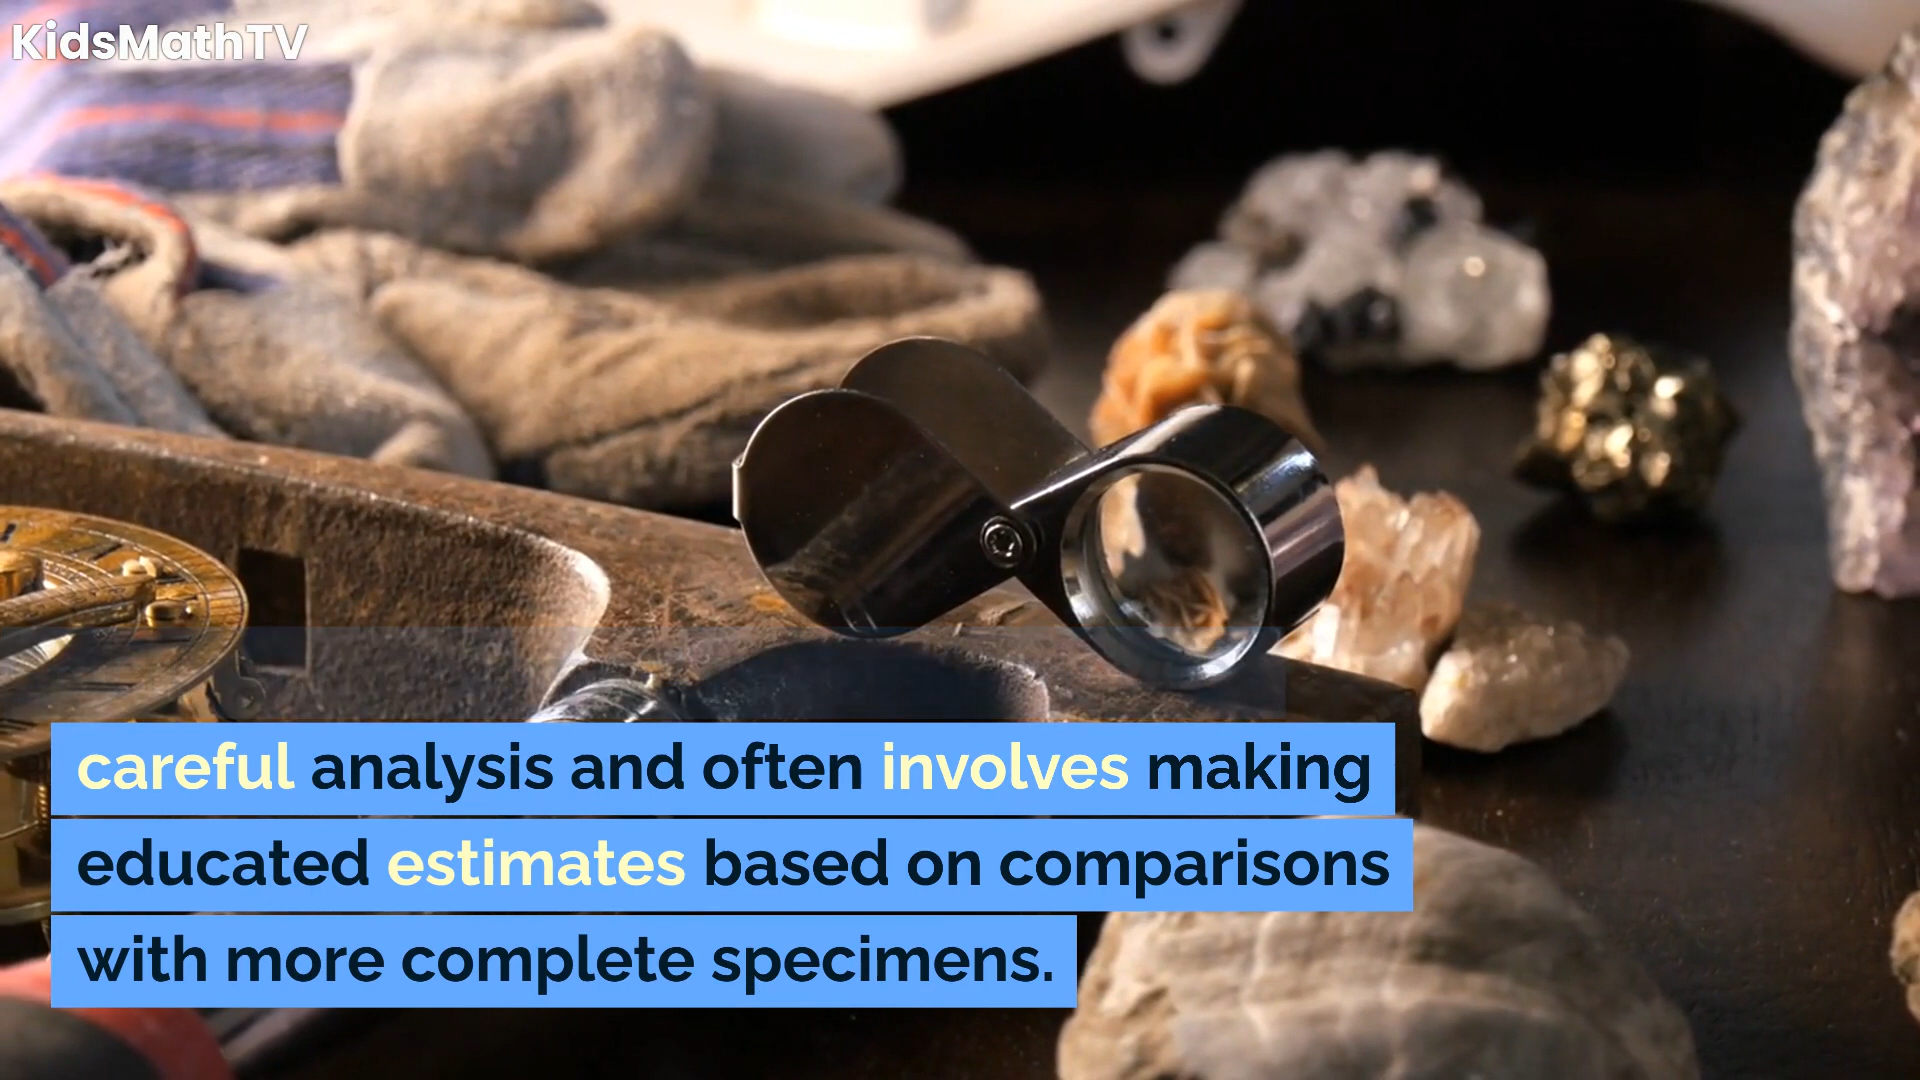 KidsMathTV
careful analysis and often involves making
educated estimates based on comparisons
with more complete specimens.